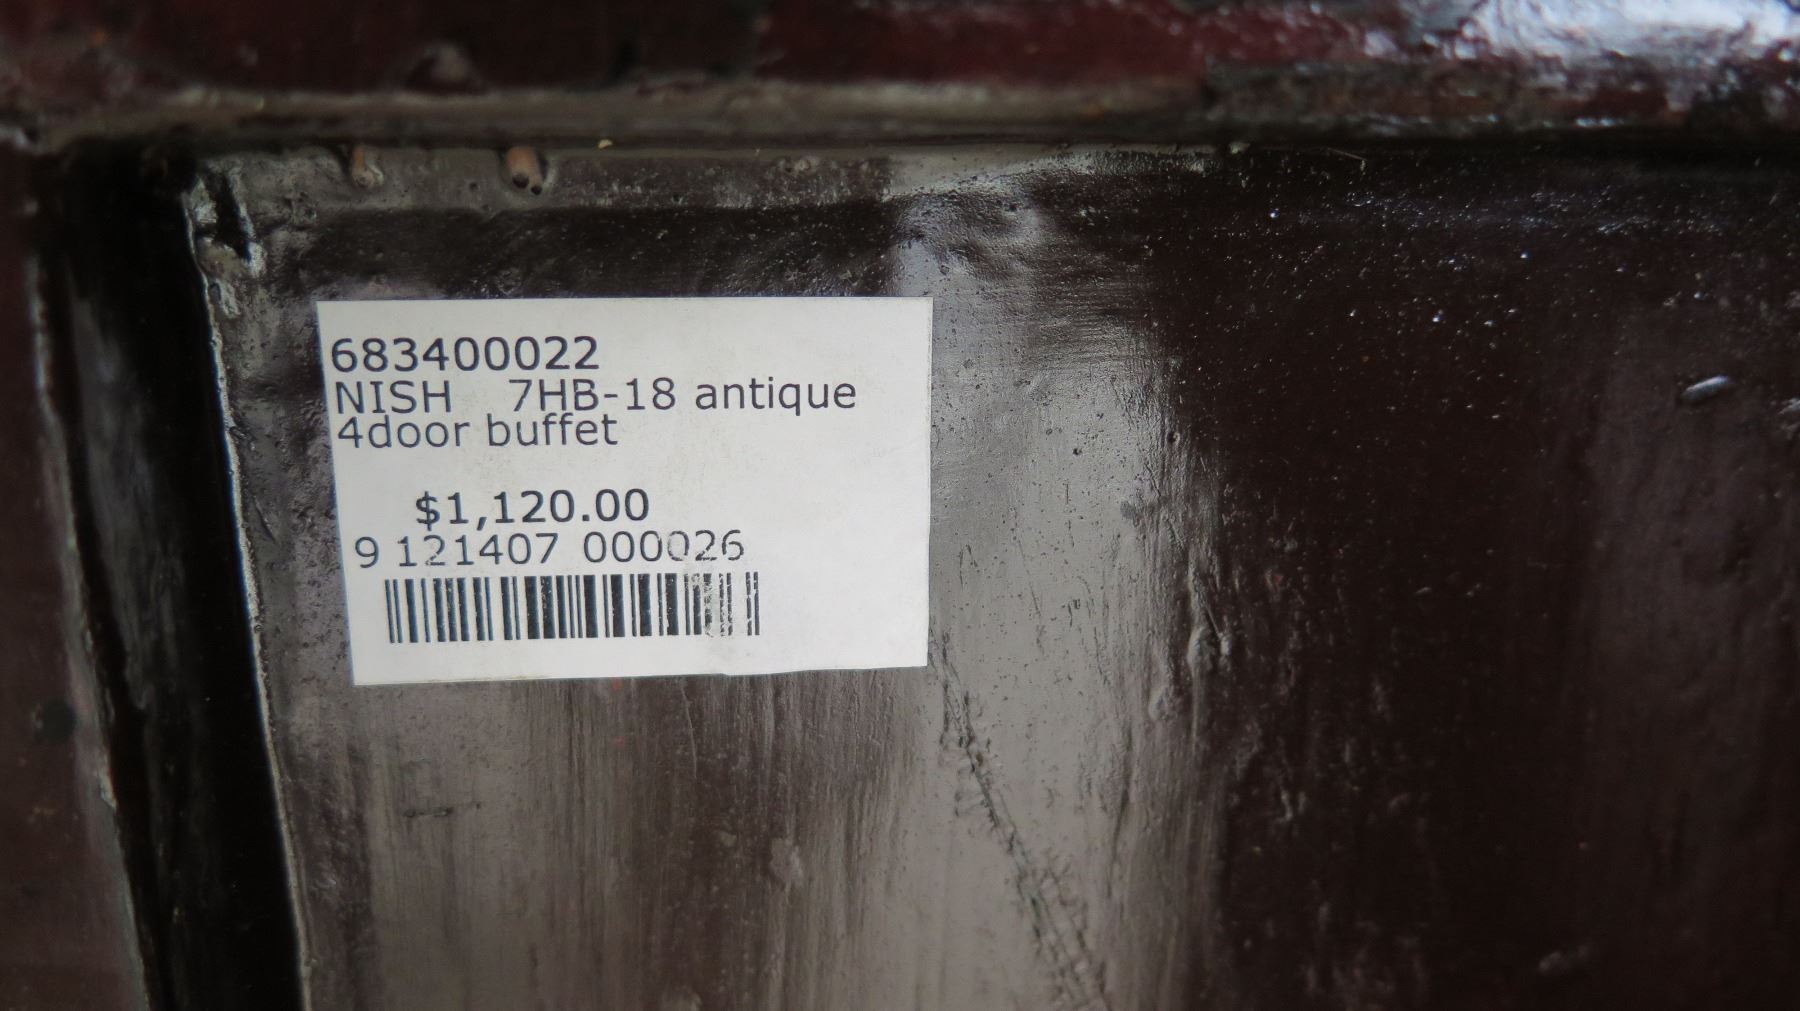 683400022
NISH 7HB-18 antique
4door buffet
$1,120.00
9 121407 000026